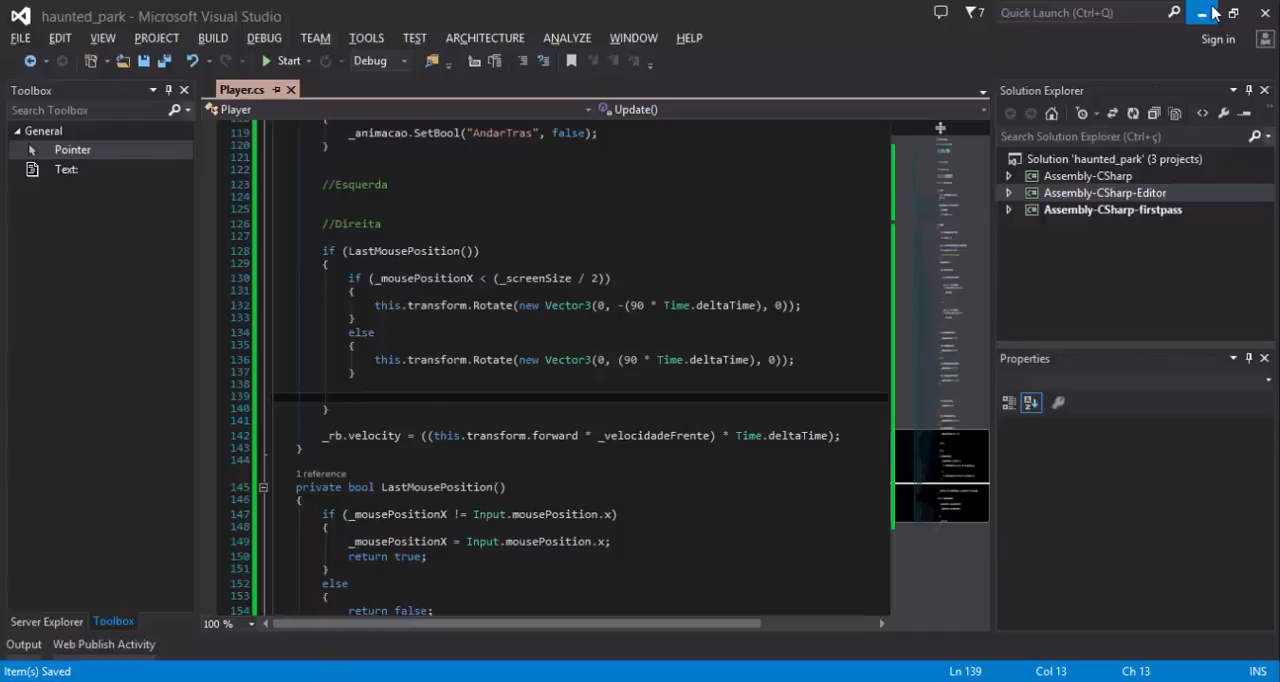 haunted_park - Microsoft Visual Studio
7
Quick Launch (Ctrl+Q)
FILE EDIT VIEW PROJECT BUILD DEBUG TEAM TOOLS TEST ARCHITECTURE ANALYZE WINDOW HELP
Sign in
Start Debug
Toolbox
Search Toolbox
General
Pointer
Text:
Server Explorer Toolbox
Player.cs
Player
Update()
119 _animacao.SetBool("AndarTras", false);
120 }
121
122
123 //Esquerda
124
125
126 //Direita
127
128 if (LastMousePosition())
129 {
130 if (_mousePositionX < (_screenSize / 2))
131 {
132 this.transform.Rotate(new Vector3(0, -(90 * Time.deltaTime), 0));
133 }
134 else
135 {
136 this.transform.Rotate(new Vector3(0, (90 * Time.deltaTime), 0));
137 }
138
139
140 }
141
142 _rb.velocity = ((this.transform.forward * _velocidadeFrente) * Time.deltaTime);
143 }
144
1 reference
145 private bool LastMousePosition()
146 {
147 if (_mousePositionX != Input.mousePosition.x)
148 {
149 _mousePositionX = Input.mousePosition.x;
150 return true;
151 }
152 else
153 {
154 return false;
100 %
Solution Explorer
Search Solution Explorer (Ctrl+ç)
Solution 'haunted_park' (3 projects)
Assembly-CSharp
Assembly-CSharp-Editor
Assembly-CSharp-firstpass
Properties
Output Web Publish Activity
Item(s) Saved
Ln 139
Col 13
Ch 13
INS